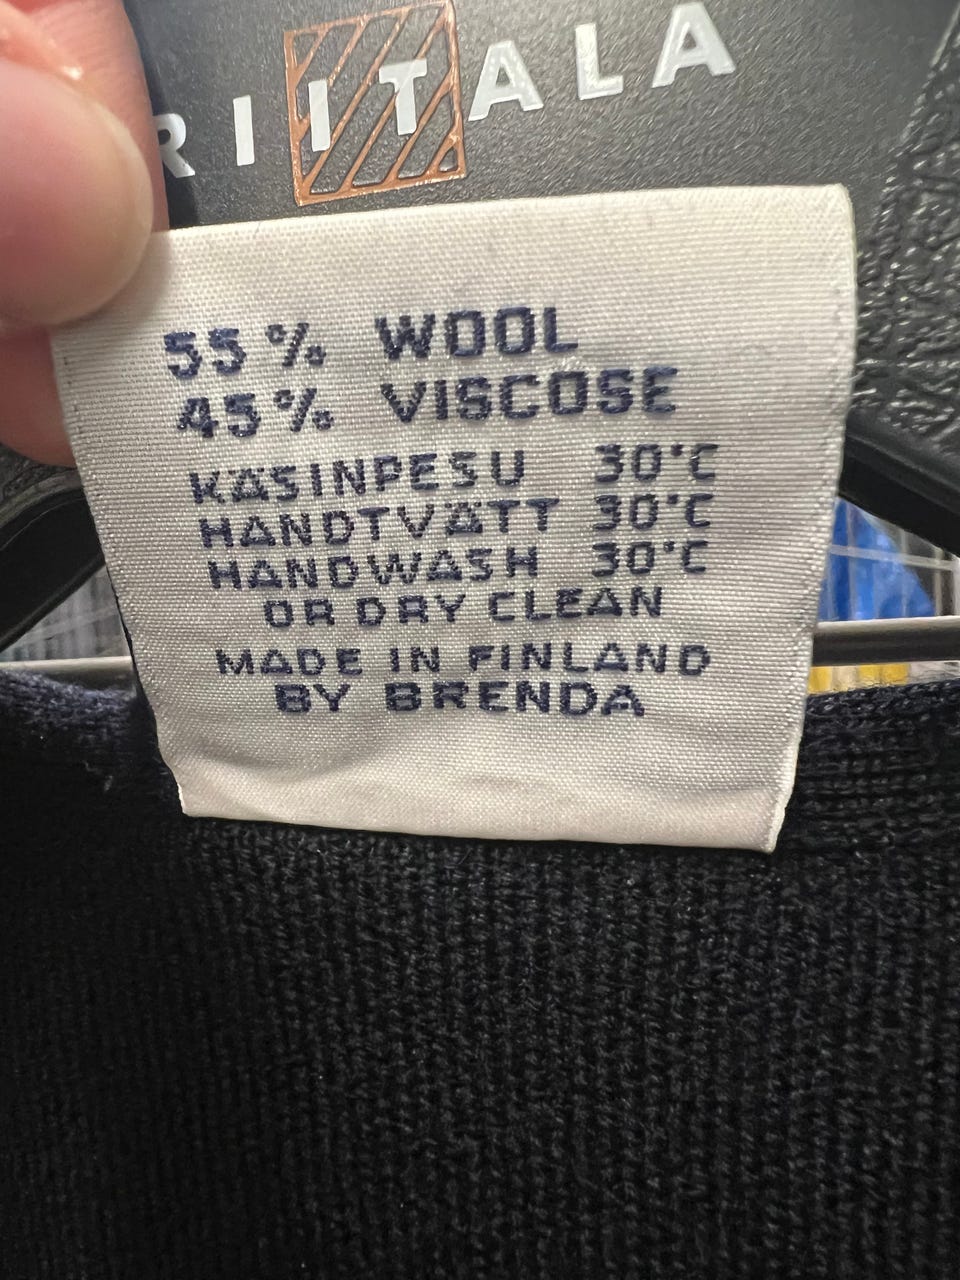 RIITALA
55% WOOL
45% VISCOSE
KÄSINPESU 30°C
HANDTVÄTT 30°C
HANDWASH 30°C
OR DRY CLEAN
MADE IN FINLAND
BY BRENDA